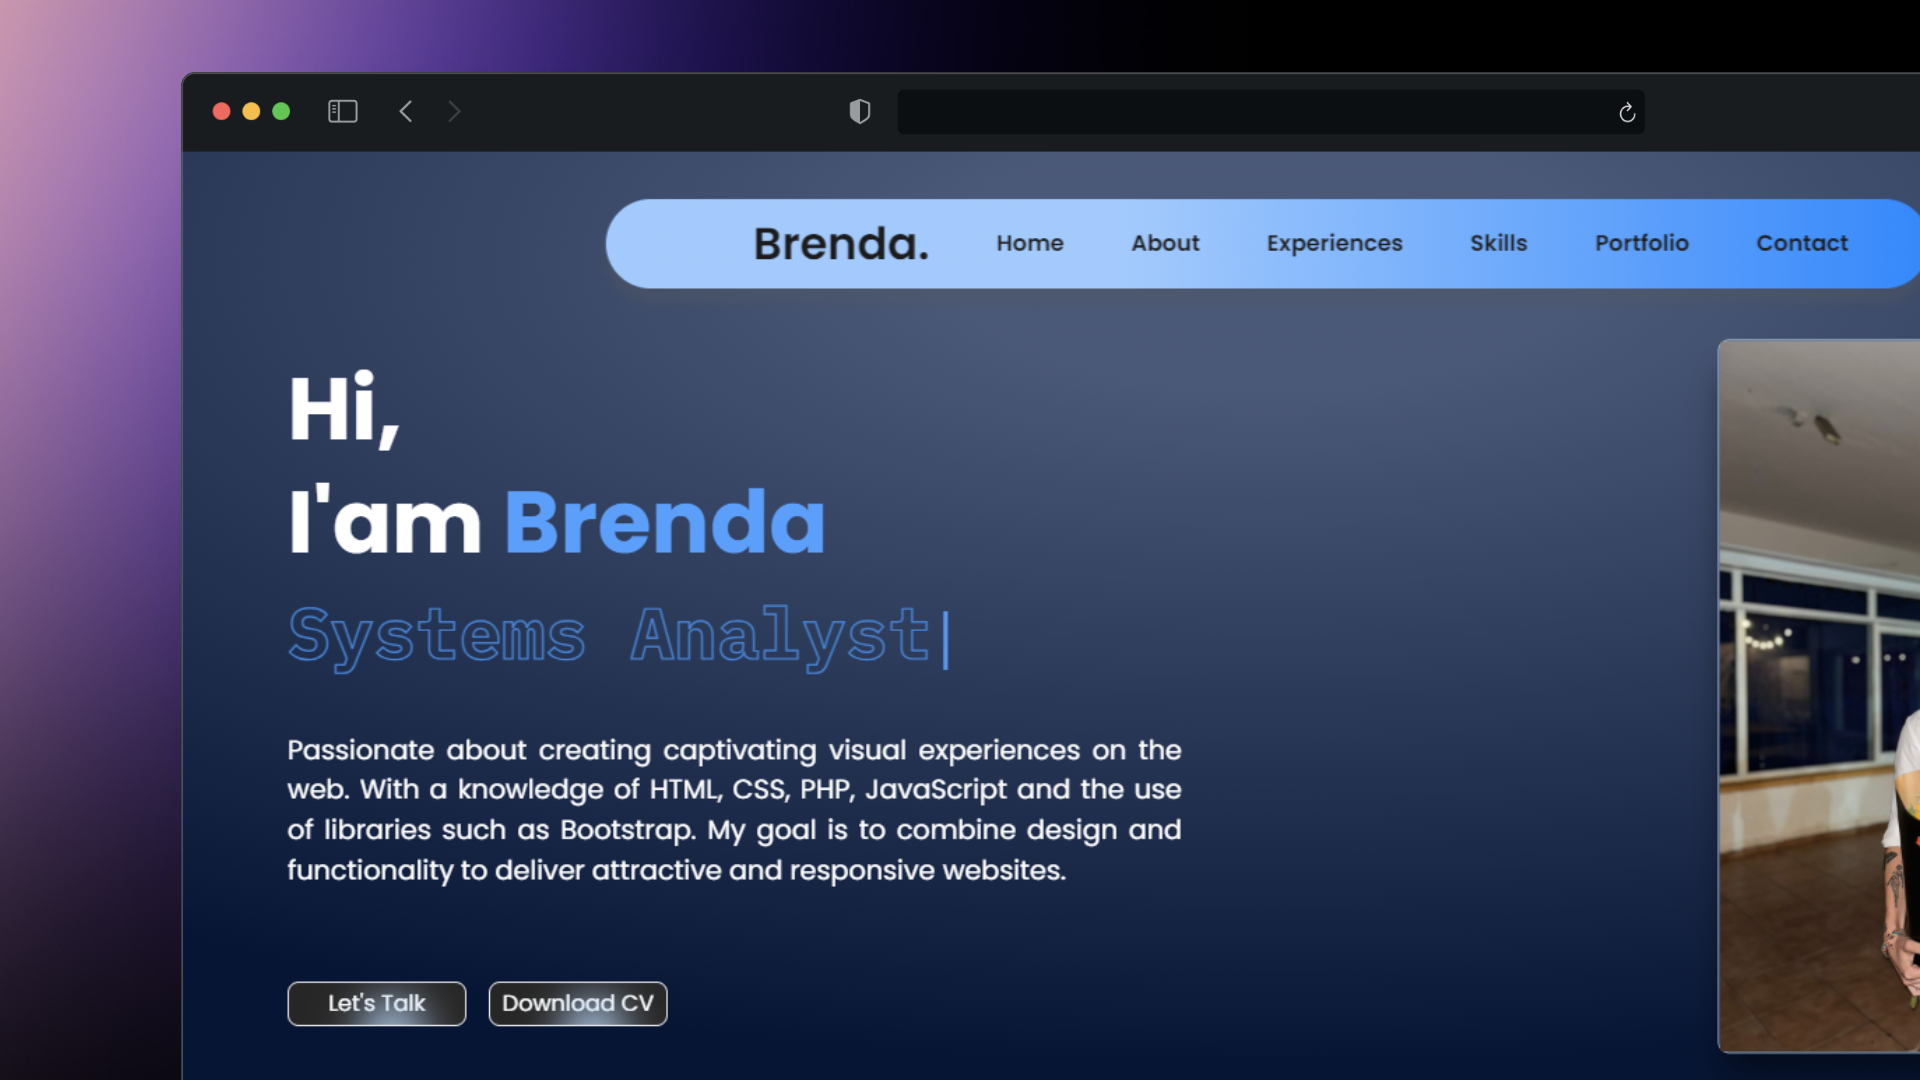 Brenda. Home About Experiences Skills Portfolio Contact
Hi,
I'am Brenda
Systems Analyst|
Passionate about creating captivating visual experiences on the
web. With a knowledge of HTML, CSS, PHP, JavaScript and the use
of libraries such as Bootstrap. My goal is to combine design and
functionality to deliver attractive and responsive websites.
Let's Talk Download CV